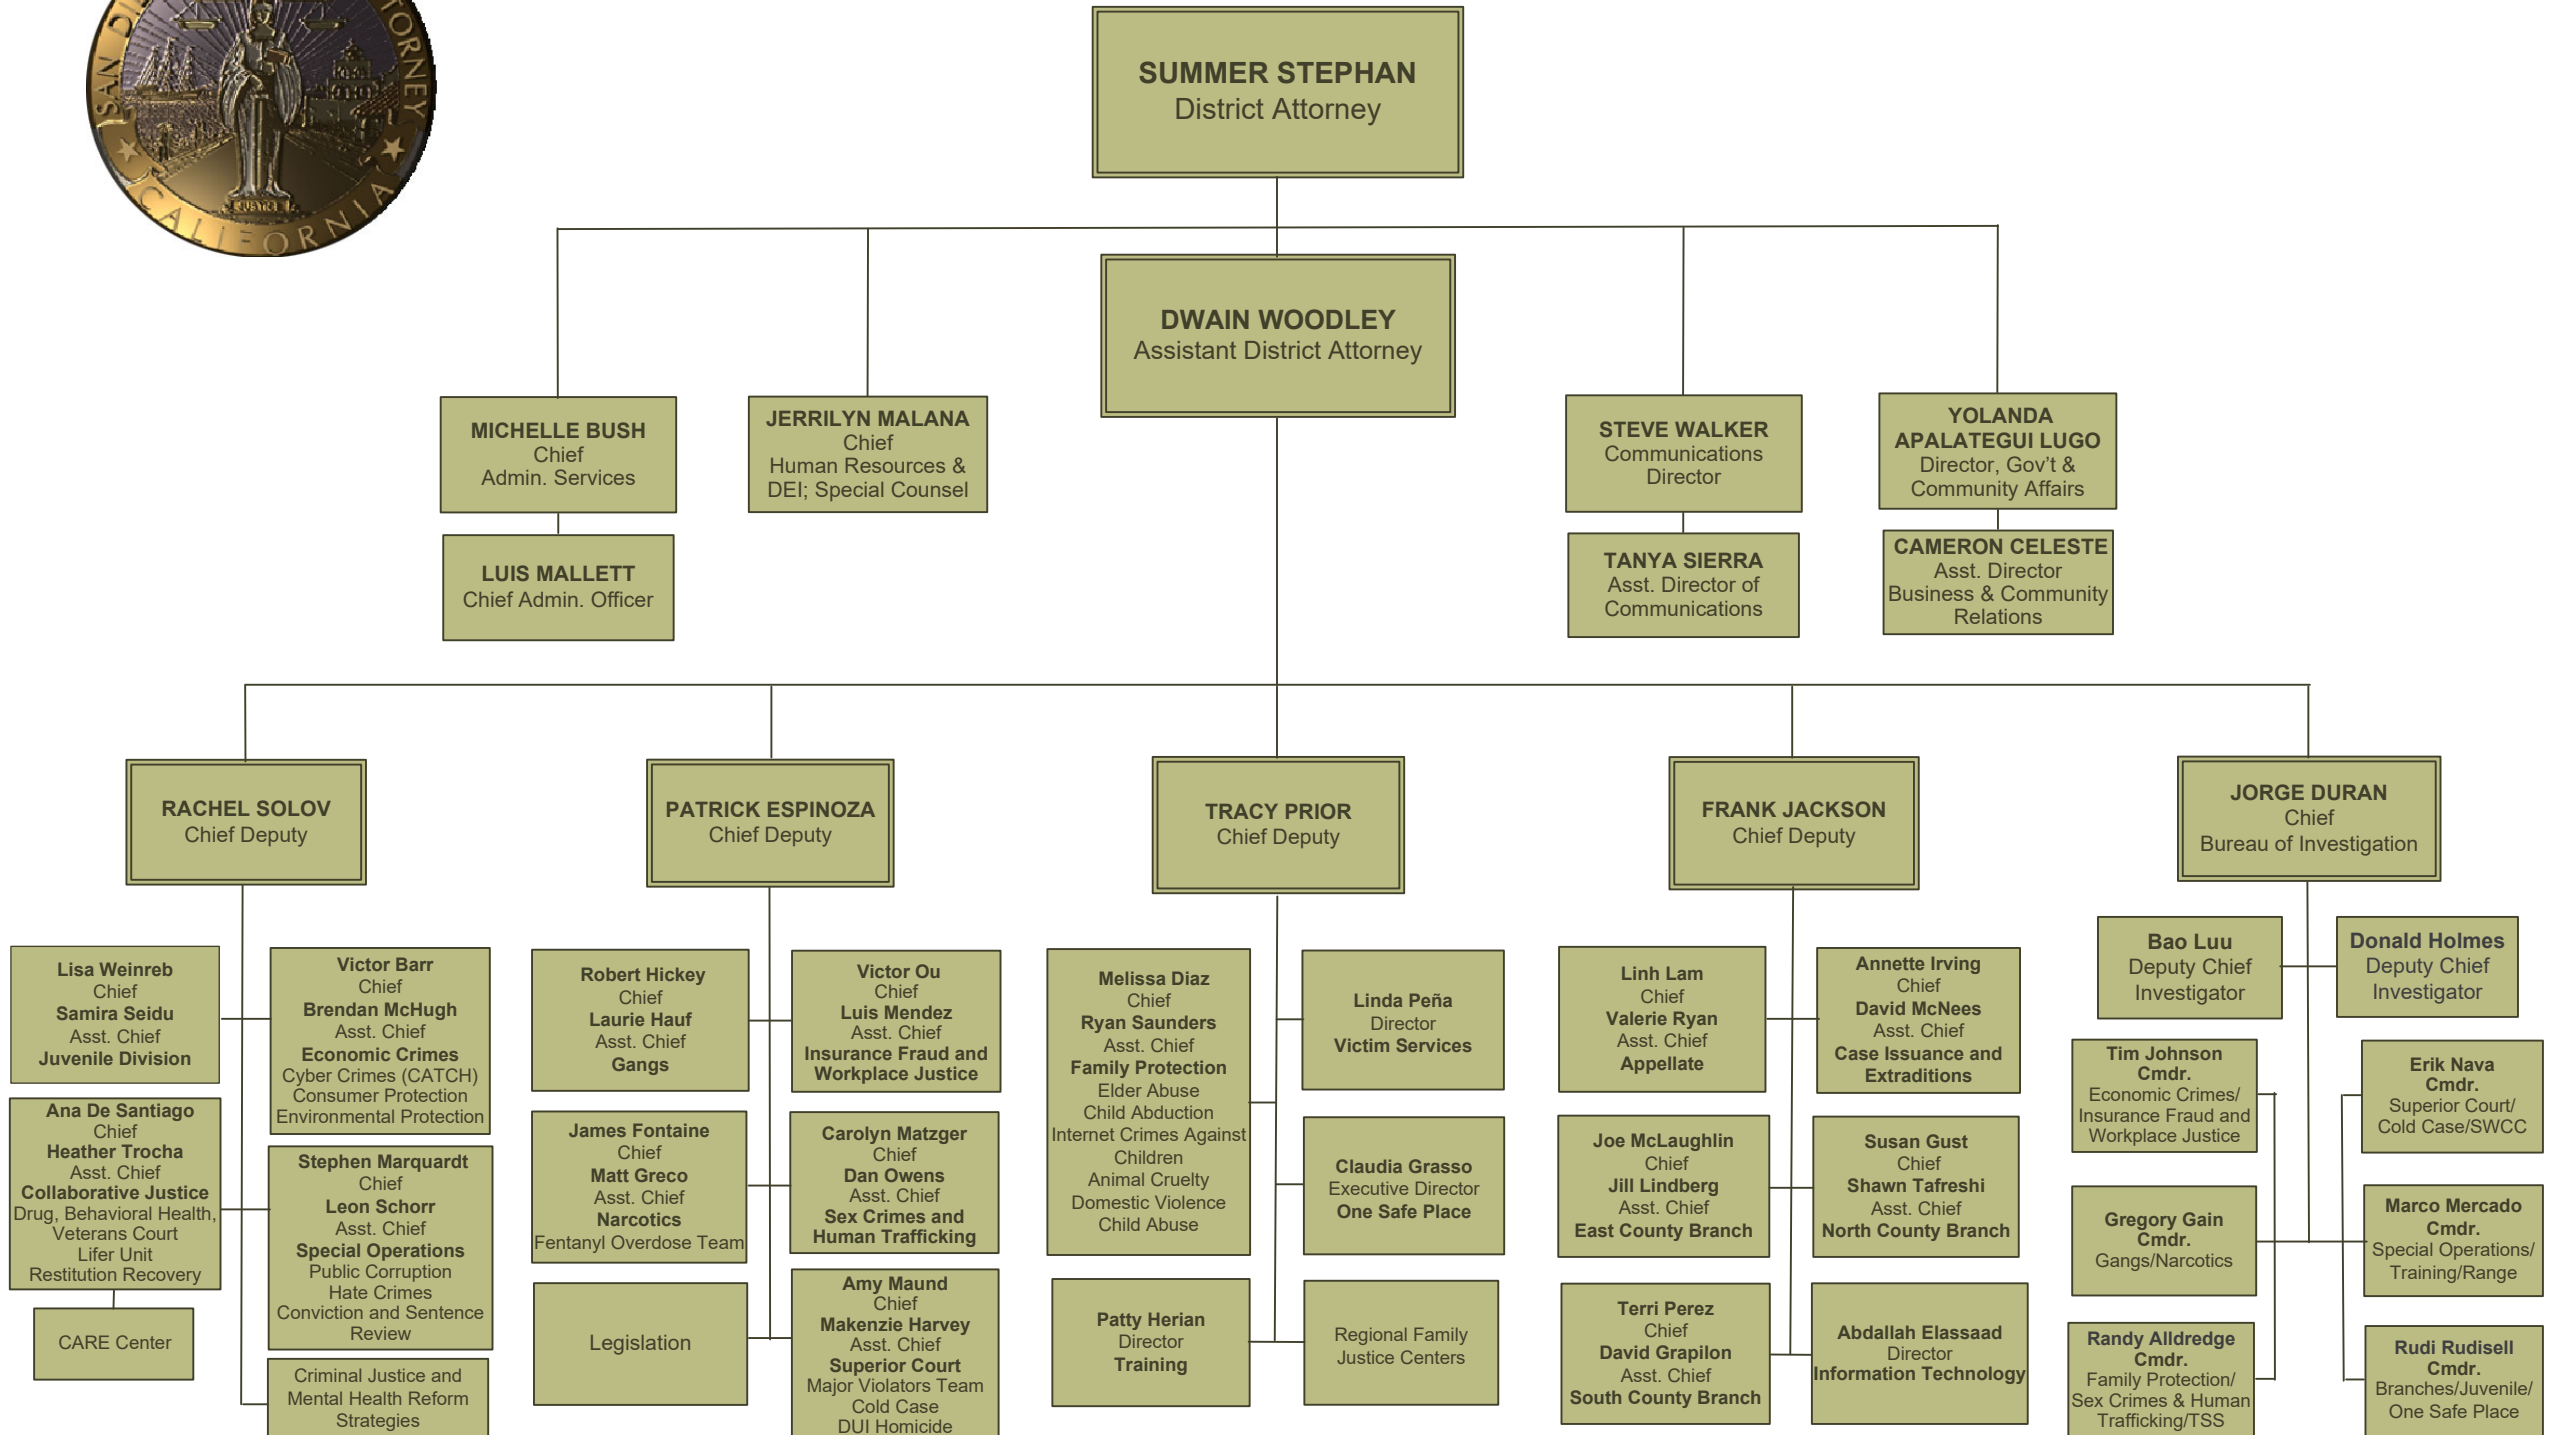 SAN DI
TORNEY
CALIFORNIA
JUSTICE
SUMMER STEPHAN
District Attorney
DWAIN WOODLEY
Assistant District Attorney
MICHELLE BUSH
Chief
Admin. Services
JERRILYN MALANA
Chief
Human Resources &
DEI; Special Counsel
STEVE WALKER
Communications
Director
YOLANDA
APALATEGUI LUGO
Director, Gov’t &
Community Affairs
LUIS MALLETT
Chief Admin. Officer
TANYA SIERRA
Asst. Director of
Communications
CAMERON CELESTE
Asst. Director
Business & Community
Relations
RACHEL SOLOV
Chief Deputy
PATRICK ESPINOZA
Chief Deputy
TRACY PRIOR
Chief Deputy
FRANK JACKSON
Chief Deputy
JORGE DURAN
Chief
Bureau of Investigation
Lisa Weinreb
Chief
Samira Seidu
Asst. Chief
Juvenile Division
Victor Barr
Chief
Brendan McHugh
Asst. Chief
Economic Crimes
Cyber Crimes (CATCH)
Consumer Protection
Environmental Protection
Ana De Santiago
Chief
Heather Trocha
Asst. Chief
Collaborative Justice
Drug, Behavioral Health,
Veterans Court
Lifer Unit
Restitution Recovery
Stephen Marquardt
Chief
Leon Schorr
Asst. Chief
Special Operations
Public Corruption
Hate Crimes
Conviction and Sentence
Review
CARE Center
Criminal Justice and
Mental Health Reform
Strategies
Robert Hickey
Chief
Laurie Hauf
Asst. Chief
Gangs
Victor Ou
Chief
Luis Mendez
Asst. Chief
Insurance Fraud and
Workplace Justice
James Fontaine
Chief
Matt Greco
Asst. Chief
Narcotics
Fentanyl Overdose Team
Carolyn Matzger
Chief
Dan Owens
Asst. Chief
Sex Crimes and
Human Trafficking
Legislation
Amy Maund
Chief
Makenzie Harvey
Asst. Chief
Superior Court
Major Violators Team
Cold Case
DUI Homicide
Melissa Diaz
Chief
Ryan Saunders
Asst. Chief
Family Protection
Elder Abuse
Child Abduction
Internet Crimes Against
Children
Animal Cruelty
Domestic Violence
Child Abuse
Linda Peña
Director
Victim Services
Claudia Grasso
Executive Director
One Safe Place
Patty Herian
Director
Training
Regional Family
Justice Centers
Linh Lam
Chief
Valerie Ryan
Asst. Chief
Appellate
Annette Irving
Chief
David McNees
Asst. Chief
Case Issuance and
Extraditions
Joe McLaughlin
Chief
Jill Lindberg
Asst. Chief
East County Branch
Susan Gust
Chief
Shawn Tafreshi
Asst. Chief
North County Branch
Terri Perez
Chief
David Grapilon
Asst. Chief
South County Branch
Abdallah Elassaad
Director
Information Technology
Bao Luu
Deputy Chief
Investigator
Donald Holmes
Deputy Chief
Investigator
Tim Johnson
Cmdr.
Economic Crimes/
Insurance Fraud and
Workplace Justice
Erik Nava
Cmdr.
Superior Court/
Cold Case/SWCC
Gregory Gain
Cmdr.
Gangs/Narcotics
Marco Mercado
Cmdr.
Special Operations/
Training/Range
Randy Alldredge
Cmdr.
Family Protection/
Sex Crimes & Human
Trafficking/TSS
Rudi Rudisell
Cmdr.
Branches/Juvenile/
One Safe Place